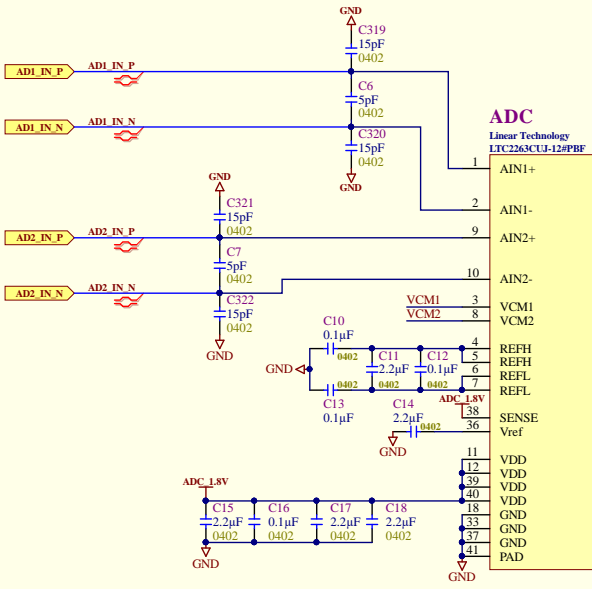 GND
C319
15pF
0402
AD1_IN_P
AD1_IN_P
C6
5pF
0402
AD1_IN_N
AD1_IN_N
C320
15pF
0402
GND
ADC
Linear Technology
LTC2263CUJ-12#PBF
1 AIN1+
2 AIN1-
GND
C321
15pF
0402
AD2_IN_P
AD2_IN_P
9 AIN2+
C7
5pF
0402
AD2_IN_N
AD2_IN_N
10 AIN2-
C322
15pF
0402
GND
VCM1 3 VCM1
VCM2 8 VCM2
C10
0.1µF
0402
GND
C11
2.2µF
0402
C12
0.1µF
0402
4 REFH
5 REFH
6 REFL
7 REFL
0402
C13
0.1µF
ADC_1.8V
38 SENSE
C14
2.2µF
0402
GND
36 Vref
11 VDD
12 VDD
39 VDD
40 VDD
ADC_1.8V
C15
2.2µF
0402
C16
0.1µF
0402
C17
2.2µF
0402
C18
2.2µF
0402
GND
18 GND
33 GND
37 GND
41 PAD
GND